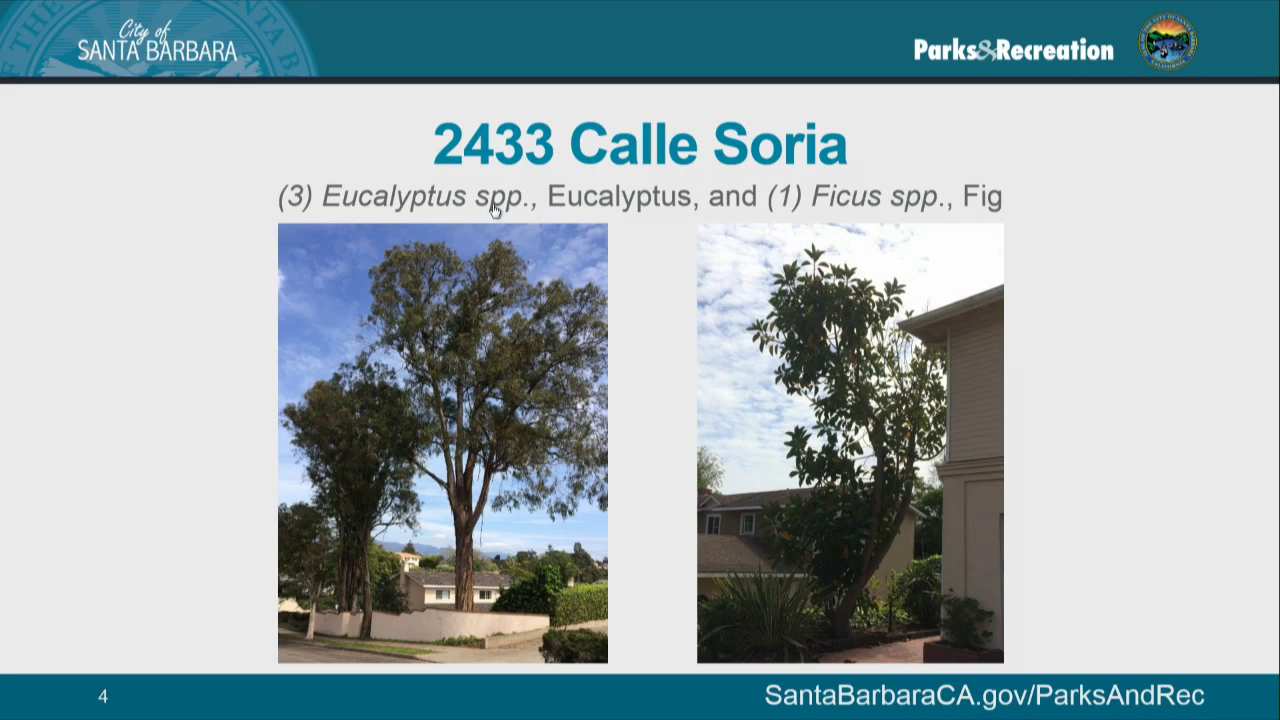 City of
SANTA BARBARA
Parks&Recreation
2433 Calle Soria
(3) Eucalyptus spp., Eucalyptus, and (1) Ficus spp., Fig
4
SantaBarbaraCA.gov/ParksAndRec